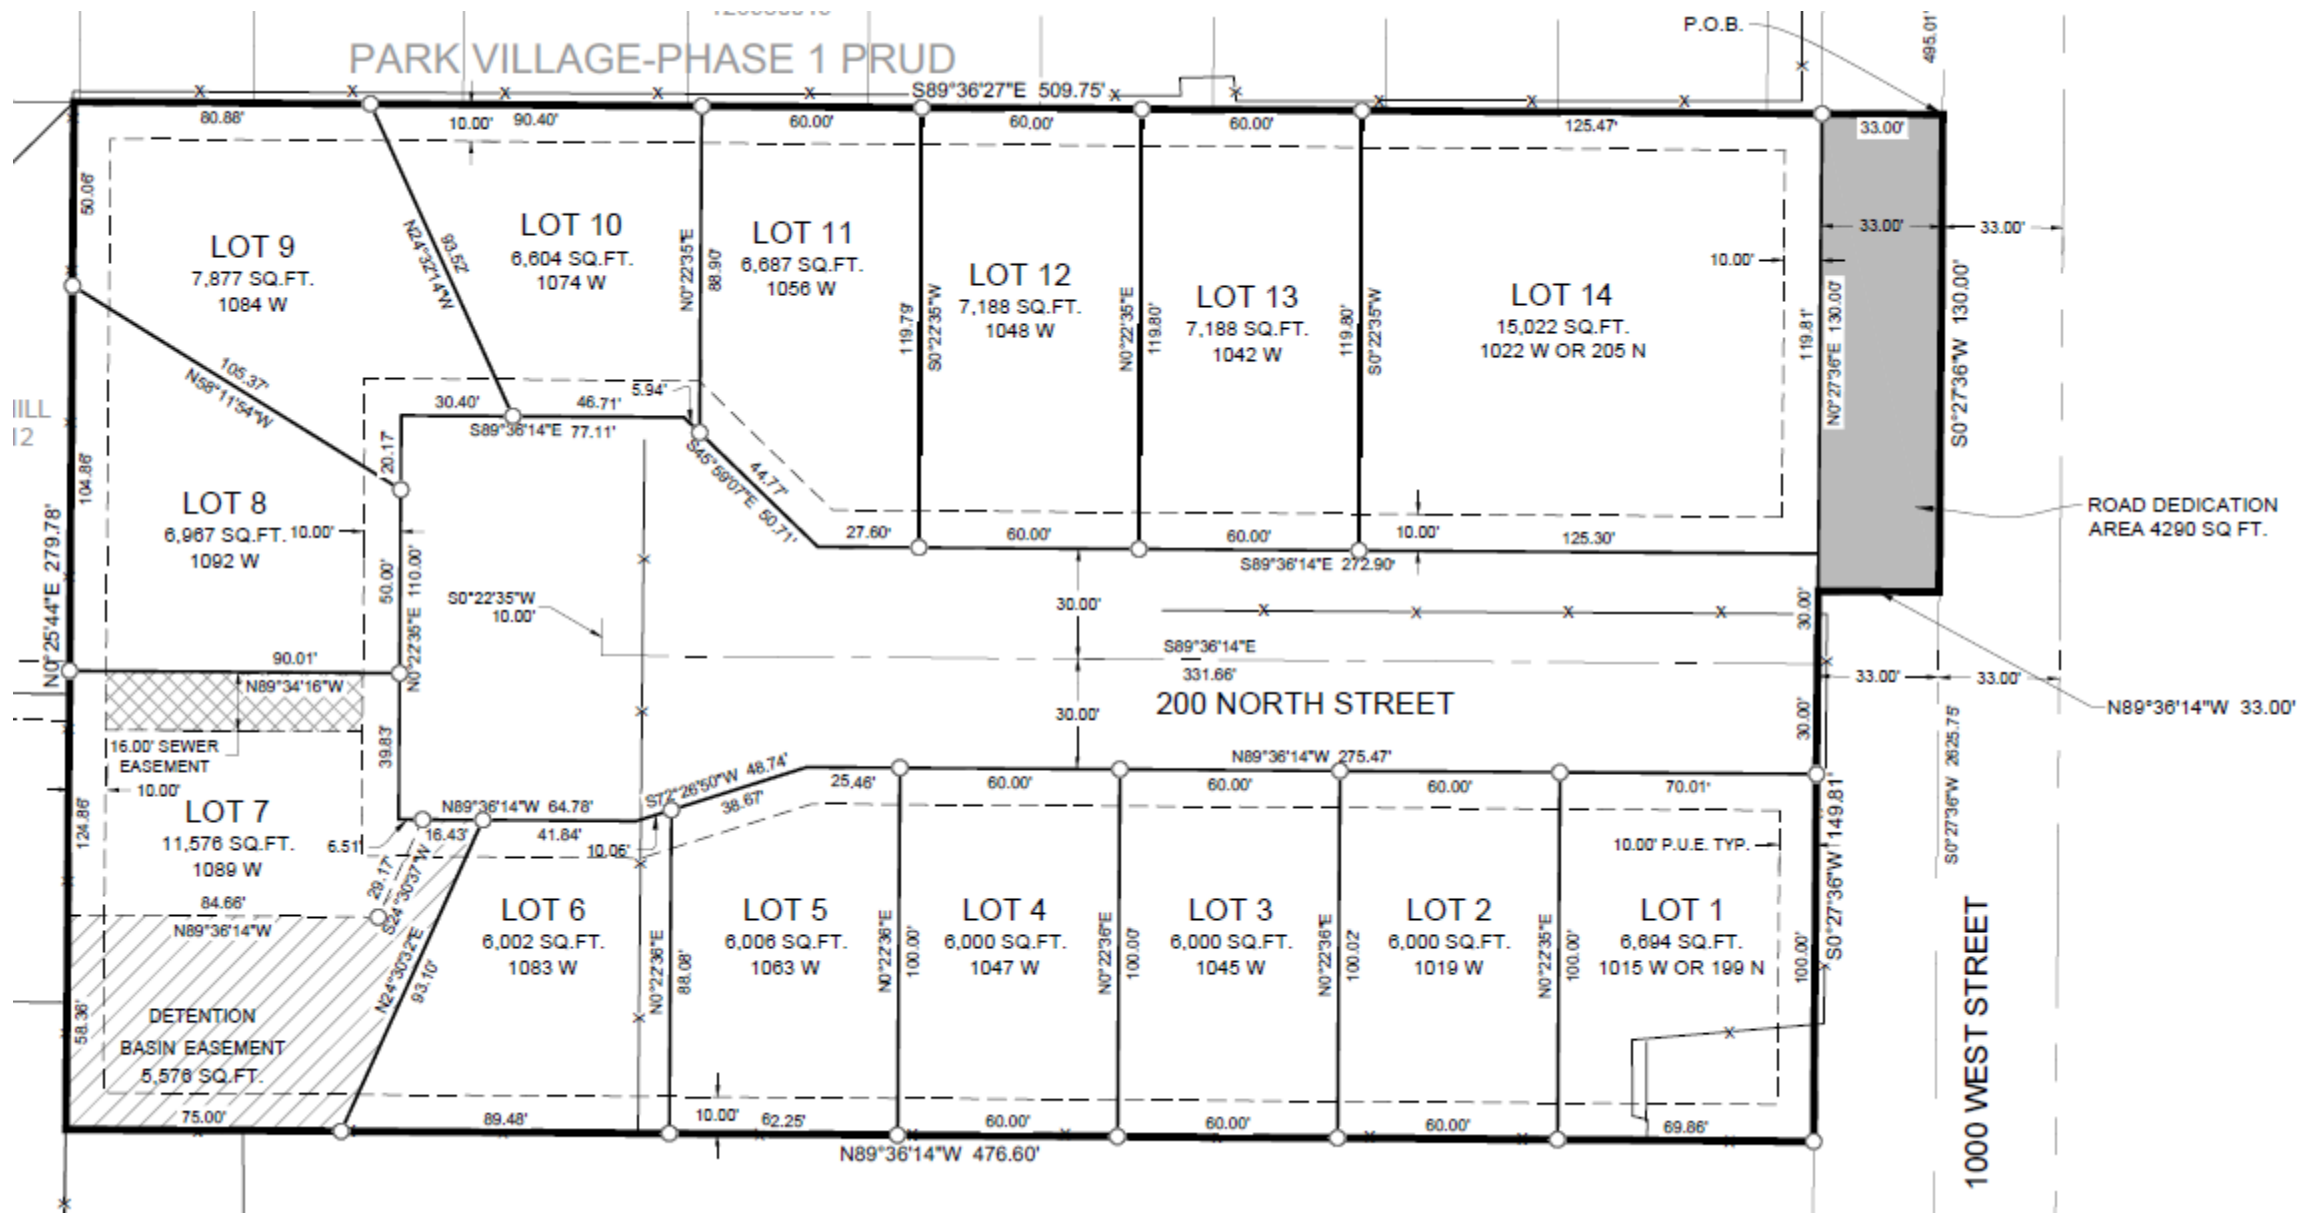 P.O.B.
495.01'
PARK VILLAGE-PHASE 1 PRUD
S89°36'27"E 509.75'
80.88'
10.00'
90.40'
60.00'
60.00'
60.00'
125.47'
33.00'
50.06'
LOT 9
7,877 SQ.FT.
1084 W
N24°32'14"W
93.52'
LOT 10
6,604 SQ.FT.
1074 W
N0°22'35"E
88.90'
LOT 11
6,687 SQ.FT.
1056 W
119.79'
S0°22'35"W
LOT 12
7,188 SQ.FT.
1048 W
N0°22'35"E
119.80'
LOT 13
7,188 SQ.FT.
1042 W
119.80'
S0°22'35"W
LOT 14
15,022 SQ.FT.
1022 W OR 205 N
10.00'
119.81'
N0°27'36"E 130.00'
33.00'
33.00'
S0°27'36"W 130.00'
105.37'
N58°11'54"W
30.40'
46.71'
5.94'
S89°36'14"E 77.11'
20.17'
104.86'
LOT 8
6,967 SQ.FT.
1092 W
10.00'
S45°59'07"E 50.71'
44.77'
27.60'
60.00'
60.00'
10.00'
125.30'
S89°36'14"E 272.90'
ROAD DEDICATION
AREA 4290 SQ FT.
N0°25'44"E 279.78'
50.00'
N0°22'35"E 110.00'
S0°22'35"W
10.00'
30.00'
30.00'
S89°36'14"E
331.66'
90.01'
N89°34'16"W
33.00'
33.00'
N89°36'14"W 33.00'
200 NORTH STREET
30.00'
30.00'
16.00' SEWER
EASEMENT
10.00'
39.83'
S72°26'50"W 48.74'
38.67'
N89°36'14"W 275.47'
25.46'
60.00'
60.00'
60.00'
70.01'
S0°27'36"W 2625.75'
S0°27'36"W 149.81'
124.86'
LOT 7
11,576 SQ.FT.
1089 W
N89°36'14"W 64.78'
6.51'
16.43'
41.84'
10.06'
10.00' P.U.E. TYP.
29.17'
S24°30'37"W
84.66'
N89°36'14"W
N24°30'32"E
93.10'
LOT 6
6,002 SQ.FT.
1083 W
N0°22'36"E
88.08'
LOT 5
6,006 SQ.FT.
1063 W
N0°22'36"E
100.00'
LOT 4
6,000 SQ.FT.
1047 W
N0°22'36"E
100.00'
LOT 3
6,000 SQ.FT.
1045 W
N0°22'36"E
100.02'
LOT 2
6,000 SQ.FT.
1019 W
N0°22'35"E
100.00'
LOT 1
6,694 SQ.FT.
1015 W OR 199 N
100.00'
1000 WEST STREET
58.36'
DETENTION
BASIN EASEMENT
5,576 SQ.FT.
75.00'
89.48'
10.00'
62.25'
60.00'
60.00'
60.00'
69.86'
N89°36'14"W 476.60'